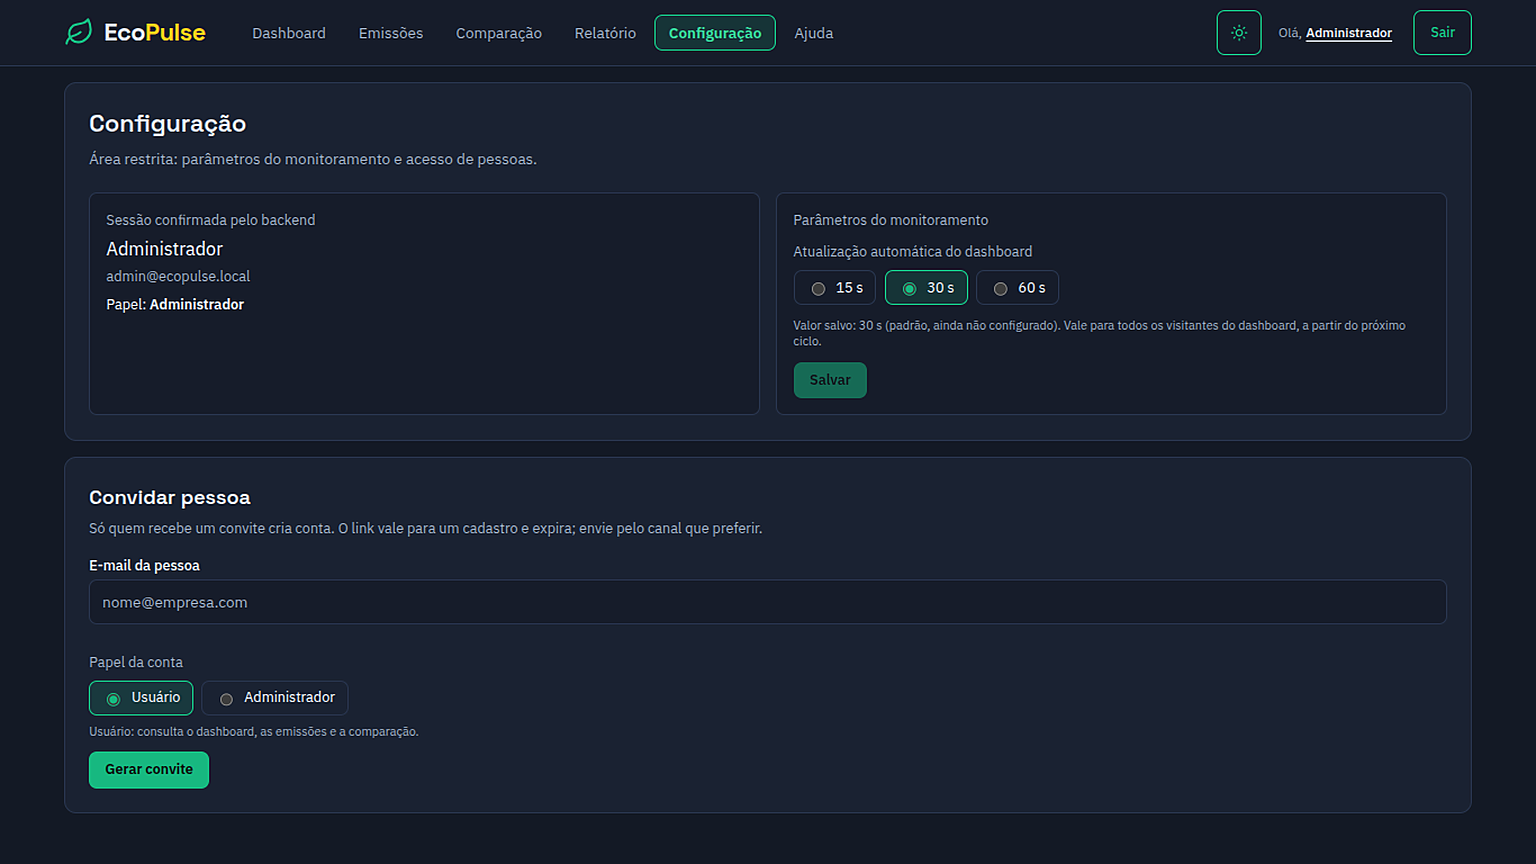 EcoPulse
Dashboard
Emissões
Comparação
Relatório
Configuração
Ajuda
Olá, Administrador
Sair
Configuração
Área restrita: parâmetros do monitoramento e acesso de pessoas.
Sessão confirmada pelo backend
Administrador
admin@ecopulse.local
Papel: Administrador
Parâmetros do monitoramento
Atualização automática do dashboard
15 s
30 s
60 s
Valor salvo: 30 s (padrão, ainda não configurado). Vale para todos os visitantes do dashboard, a partir do próximo
ciclo.
Salvar
Convidar pessoa
Só quem recebe um convite cria conta. O link vale para um cadastro e expira; envie pelo canal que preferir.
E-mail da pessoa
nome@empresa.com
Papel da conta
Usuário
Administrador
Usuário: consulta o dashboard, as emissões e a comparação.
Gerar convite